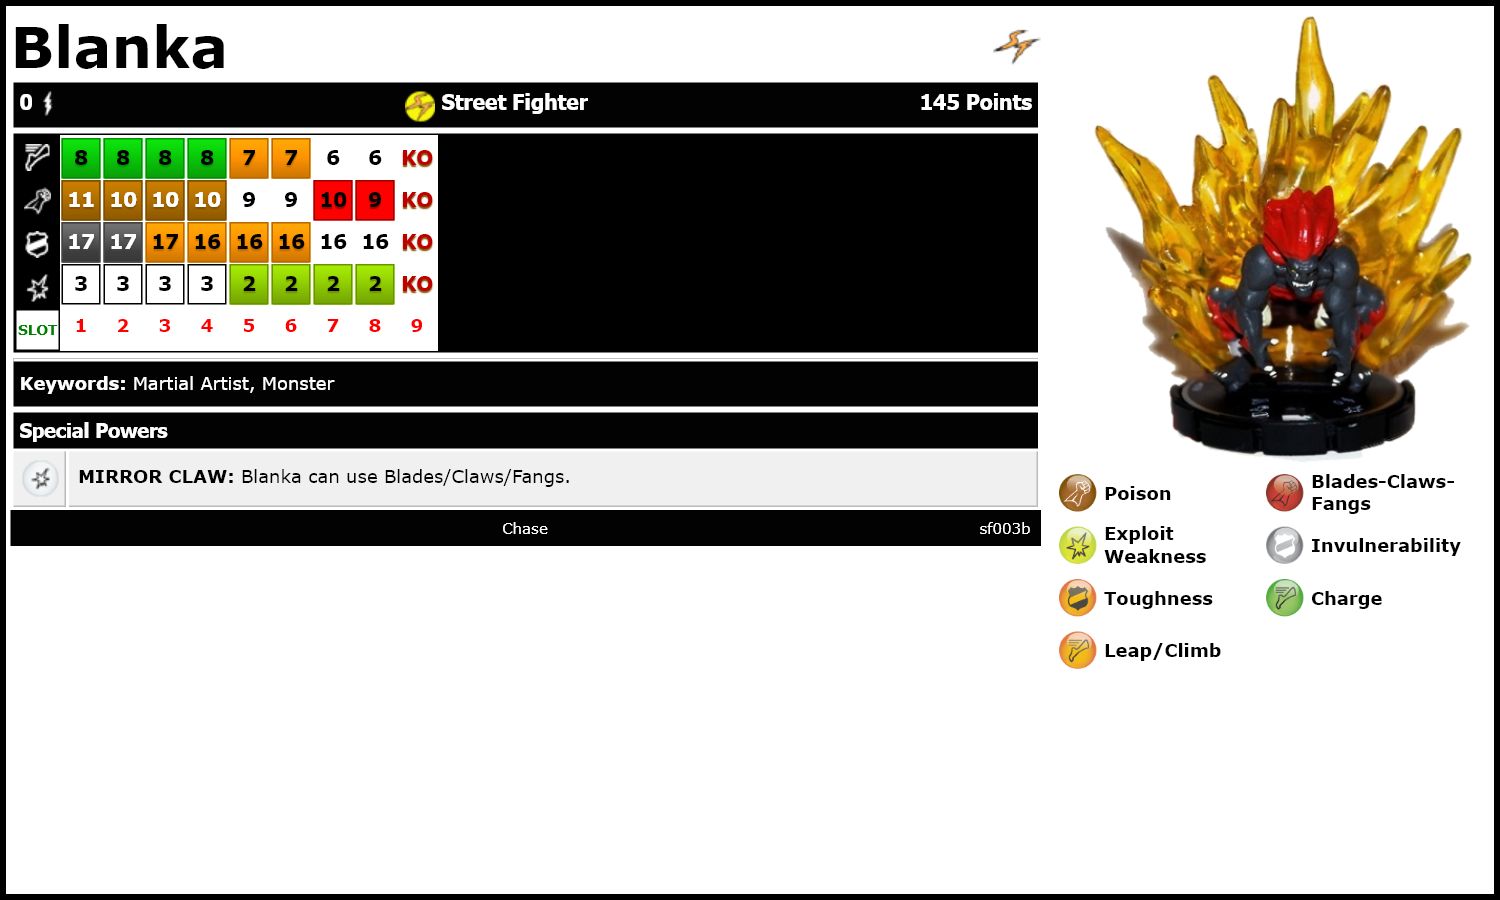 Blanka
0 Street Fighter 145 Points
8 8 8 8 7 7 6 6 KO
11 10 10 10 9 9 10 9 KO
17 17 17 16 16 16 16 16 KO
3 3 3 3 2 2 2 2 KO
SLOT 1 2 3 4 5 6 7 8 9
Keywords: Martial Artist, Monster
Special Powers
MIRROR CLAW: Blanka can use Blades/Claws/Fangs.
Chase sf003b
Poison
Blades-Claws-
Fangs
Exploit
Weakness
Invulnerability
Toughness
Charge
Leap/Climb